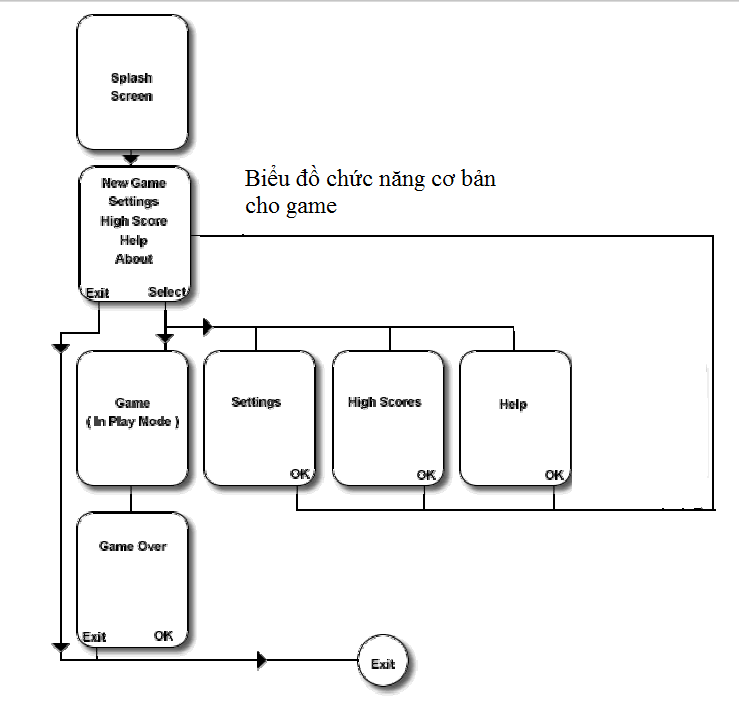 Splash
Screen
Biểu đồ chức năng cơ bản
cho game
New Game
Settings
High Score
Help
About
Exit
Select
Game
( In Play Mode )
Settings
OK
High Scores
OK
Help
OK
Game Over
Exit
OK
Exit